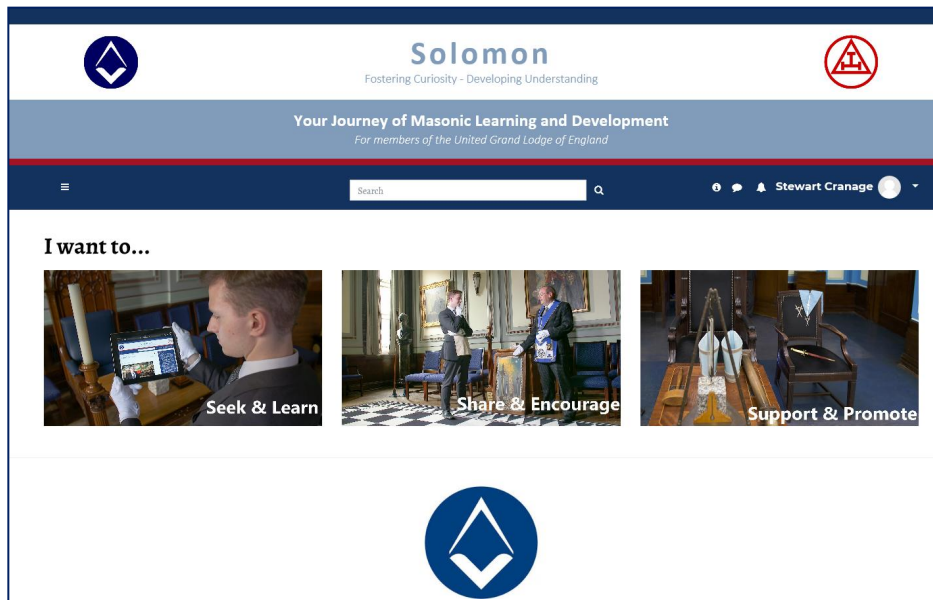 Solomon
Fostering Curiosity - Developing Understanding
Your Journey of Masonic Learning and Development
For members of the United Grand Lodge of England
Search
Stewart Cranage
I want to...
Seek & Learn
Share & Encourage
Support & Promote